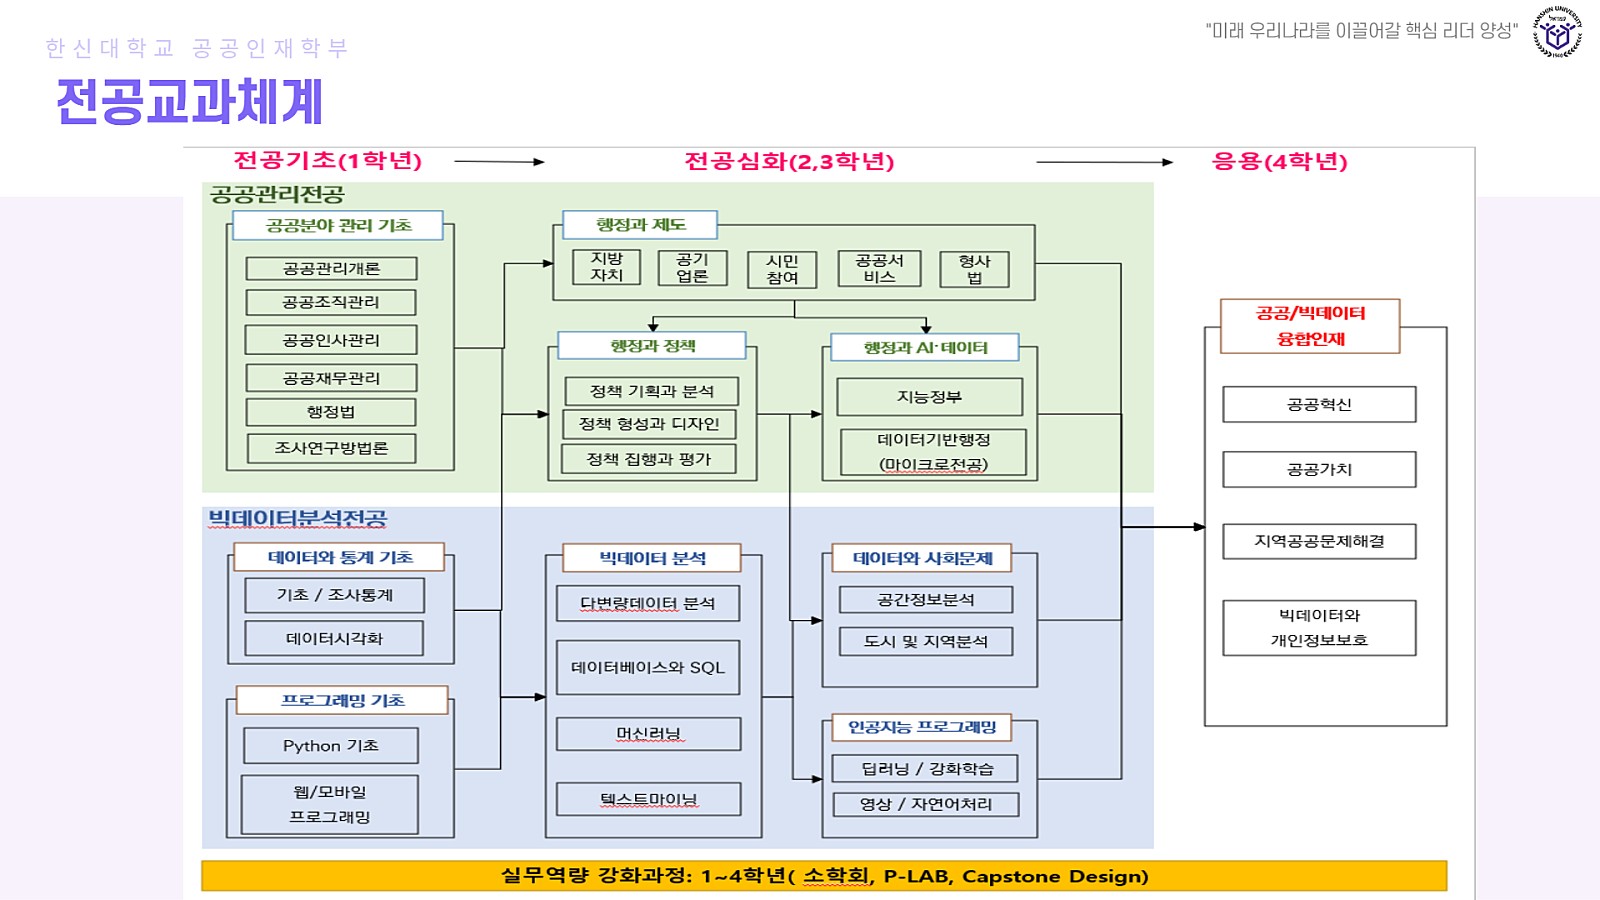 "미래 우리나라를 이끌어갈 핵심 리더 양성"
HANSHIN UNIVERSITY
1940
한신대학교 공공인재학부
전공교과체계
전공기초(1학년)
전공심화(2,3학년)
응용(4학년)
공공관리전공
공공분야 관리 기초
공공관리개론
공공조직관리
공공인사관리
공공재무관리
행정법
조사연구방법론
행정과 제도
지방
자치
공기
업론
시민
참여
공공서
비스
형사
법
행정과 정책
정책 기획과 분석
정책 형성과 디자인
정책 집행과 평가
행정과 AI·데이터
지능정부
데이터기반행정
(마이크로전공)
빅데이터분석전공
데이터와 통계 기초
기초 / 조사통계
데이터시각화
프로그래밍 기초
Python 기초
웹/모바일
프로그래밍
빅데이터 분석
다변량데이터 분석
데이터베이스와 SQL
머신러닝
텍스트마이닝
데이터와 사회문제
공간정보분석
도시 및 지역분석
인공지능 프로그래밍
딥러닝 / 강화학습
영상 / 자연어처리
공공/빅데이터
융합인재
공공혁신
공공가치
지역공공문제해결
빅데이터와
개인정보보호
실무역량 강화과정: 1~4학년( 소학회, P-LAB, Capstone Design)